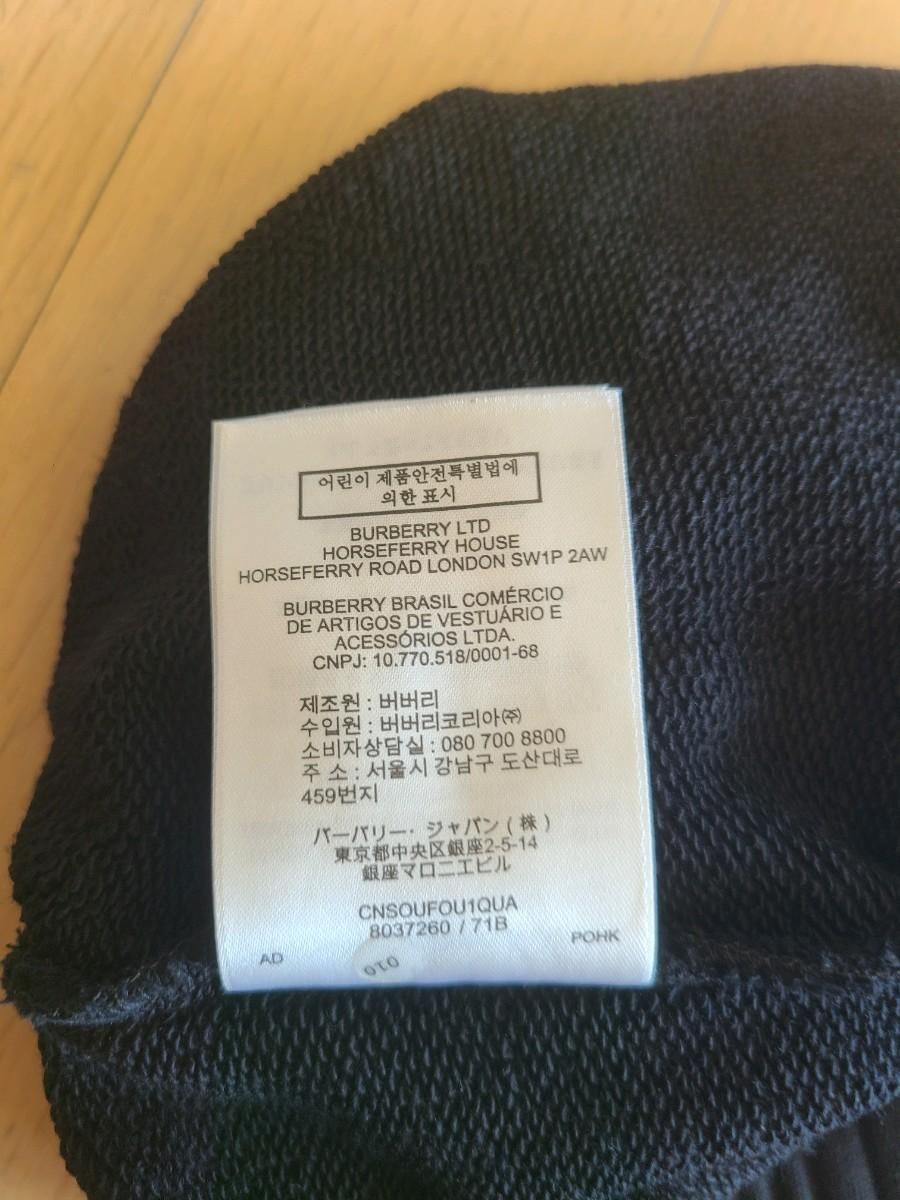 어린이 제품안전특별법에
의한 표시
BURBERRY LTD
HORSEFERRY HOUSE
HORSEFERRY ROAD LONDON SW1P 2AW
BURBERRY BRASIL COMÉRCIO
DE ARTIGOS DE VESTUÁRIO E
ACESSÓRIOS LTDA.
CNPJ: 10.770.518/0001-68
제조원 : 버버리
수입원 : 버버리코리아㈜
소비자상담실 : 080 700 8800
주 소 : 서울시 강남구 도산대로
459번지
バーバリー・ジャパン ( 株 )
東京都中央区銀座2-5-14
銀座マロニエビル
CNSOUFOU1QUA
8037260 / 71B
AD
010
POHK